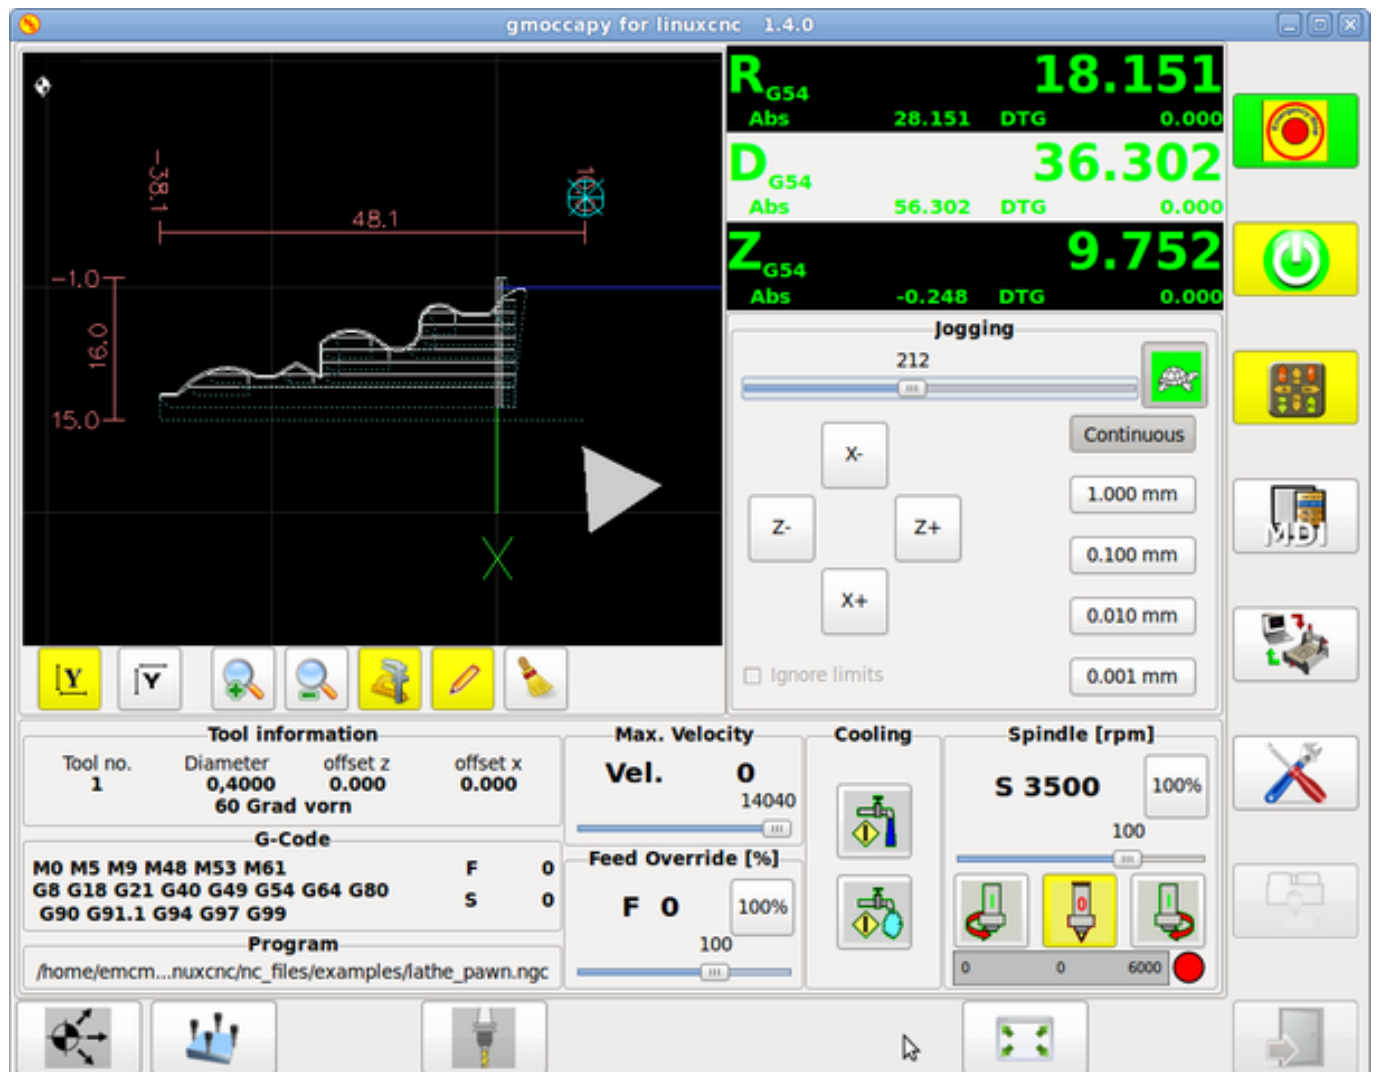 gmoccapy for linuxcnc 1.4.0
R G54 18.151
Abs 28.151 DTG 0.000
D G54 36.302
Abs 56.302 DTG 0.000
Z G54 9.752
Abs -0.248 DTG 0.000
-38.1
48.1
-1.0
16.0
15.0
X
Jogging
212
Continuous
X-
1.000 mm
Z- Z+
0.100 mm
X+
0.010 mm
Ignore limits
0.001 mm
MDI
Y Y
Tool information
Tool no. Diameter offset z offset x
1 0,4000 0.000 0.000
60 Grad vorn
G-Code
M0 M5 M9 M48 M53 M61 F 0
G8 G18 G21 G40 G49 G54 G64 G80 S 0
G90 G91.1 G94 G97 G99
Program
/home/emcm...nuxcnc/nc_files/examples/lathe_pawn.ngc
Max. Velocity
Vel. 0
14040
Feed Override [%]
F 0 100%
100
Cooling
Spindle [rpm]
S 3500 100%
100
I 0 I
0 0 6000